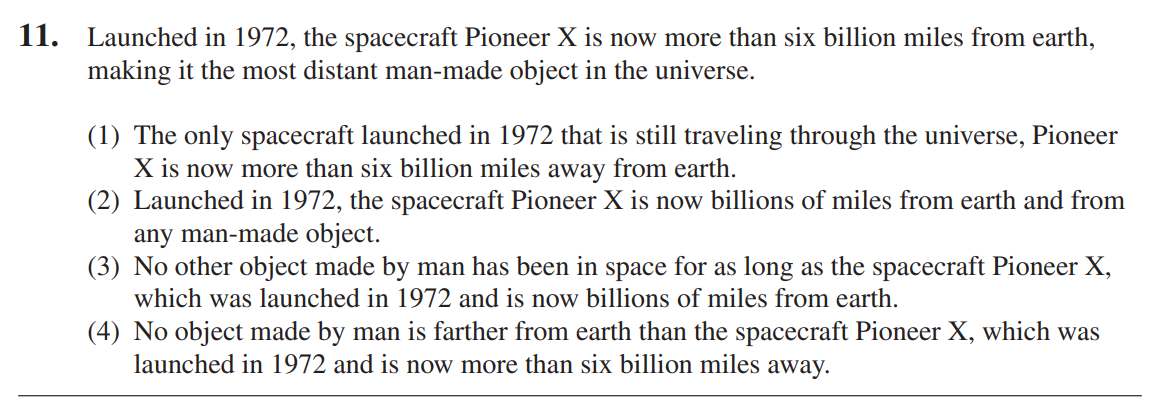 11. Launched in 1972, the spacecraft Pioneer X is now more than six billion miles from earth,
making it the most distant man-made object in the universe.
(1) The only spacecraft launched in 1972 that is still traveling through the universe, Pioneer
X is now more than six billion miles away from earth.
(2) Launched in 1972, the spacecraft Pioneer X is now billions of miles from earth and from
any man-made object.
(3) No other object made by man has been in space for as long as the spacecraft Pioneer X,
which was launched in 1972 and is now billions of miles from earth.
(4) No object made by man is farther from earth than the spacecraft Pioneer X, which was
launched in 1972 and is now more than six billion miles away.